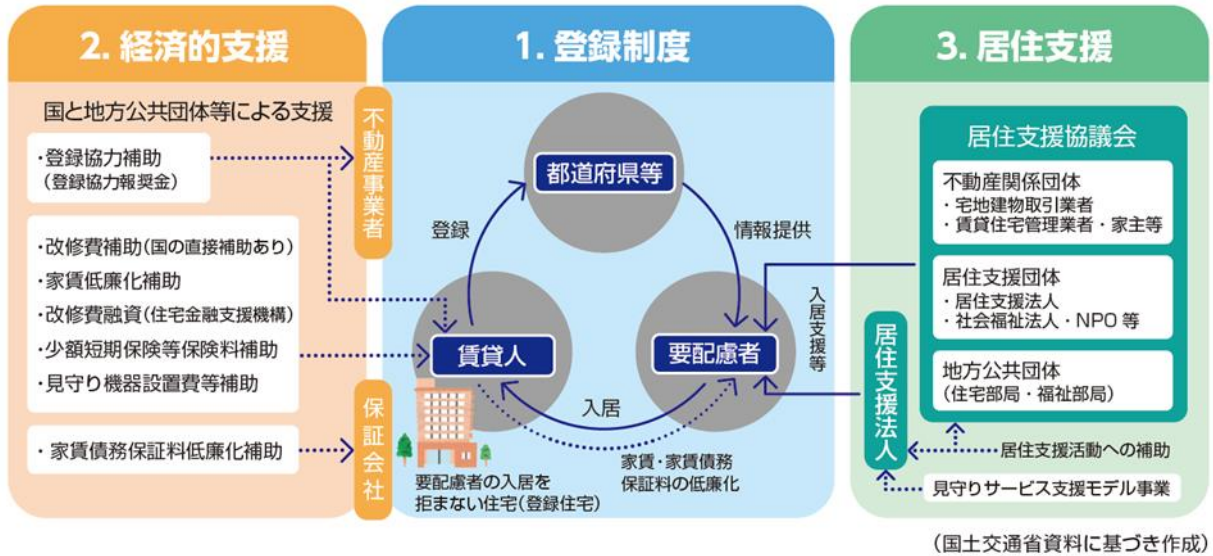 2. 経済的支援
国と地方公共団体等による支援
・登録協力補助
(登録協力報奨金)
・改修費補助(国の直接補助あり)
・家賃低廉化補助
・改修費融資(住宅金融支援機構)
・少額短期保険等保険料補助
・見守り機器設置費等補助
・家賃債務保証料低廉化補助
不動産事業者
保証会社
1. 登録制度
都道府県等
登録
情報提供
賃貸人
要配慮者
入居
家賃・家賃債務
保証料の低廉化
要配慮者の入居を
拒まない住宅(登録住宅)
入居支援等
3. 居住支援
居住支援協議会
不動産関係団体
・宅地建物取引業者
・賃貸住宅管理業者・家主等
居住支援団体
・居住支援法人
・社会福祉法人・NPO 等
地方公共団体
(住宅部局・福祉部局)
居住支援法人
居住支援活動への補助
見守りサービス支援モデル事業
(国土交通省資料に基づき作成)